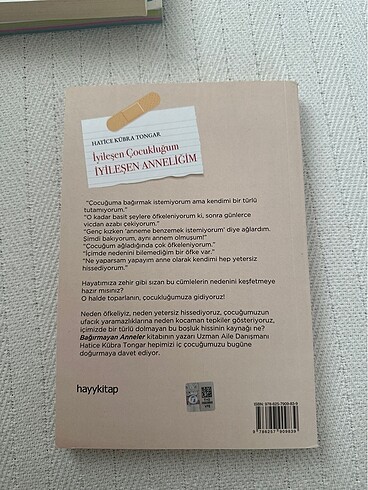 HATİCE KÜBRA TONGAR
İyileşen Çocukluğum
İYİLEŞEN ANNELİĞİM
"Çocuğuma bağırmak istemiyorum ama kendimi bir türlü
tutamıyorum."
"O kadar basit şeylere öfkeleniyorum ki, sonra günlerce
vicdan azabı çekiyorum."
"Genç kızken 'anneme benzemek istemiyorum' diye ağlardım.
Şimdi bakıyorum, aynı annem olmuşum!"
"Çocuğum ağladığında çok öfkeleniyorum."
"İçimde nedenini bilemediğim bir öfke var."
"Ne yaparsam yapayım anne olarak kendimi hep yetersiz
hissediyorum."
Hayatımıza zehir gibi sızan bu cümlelerin nedenini keşfetmeye
hazır mısınız?
O halde toparlanın, çocukluğumuza gidiyoruz!
Neden öfkeliyiz, neden yetersiz hissediyoruz, çocuğumuzun
ufacık yaramazlıklarına neden kocaman tepkiler gösteriyoruz,
içimizde bir türlü dolmayan bu boşluk hissinin kaynağı ne?
Bağırmayan Anneler kitabının yazarı Uzman Aile Danışmanı
Hatice Kübra Tongar hepimizi iç çocuğumuzu bugüne
doğurmaya davet ediyor.
hayykitap